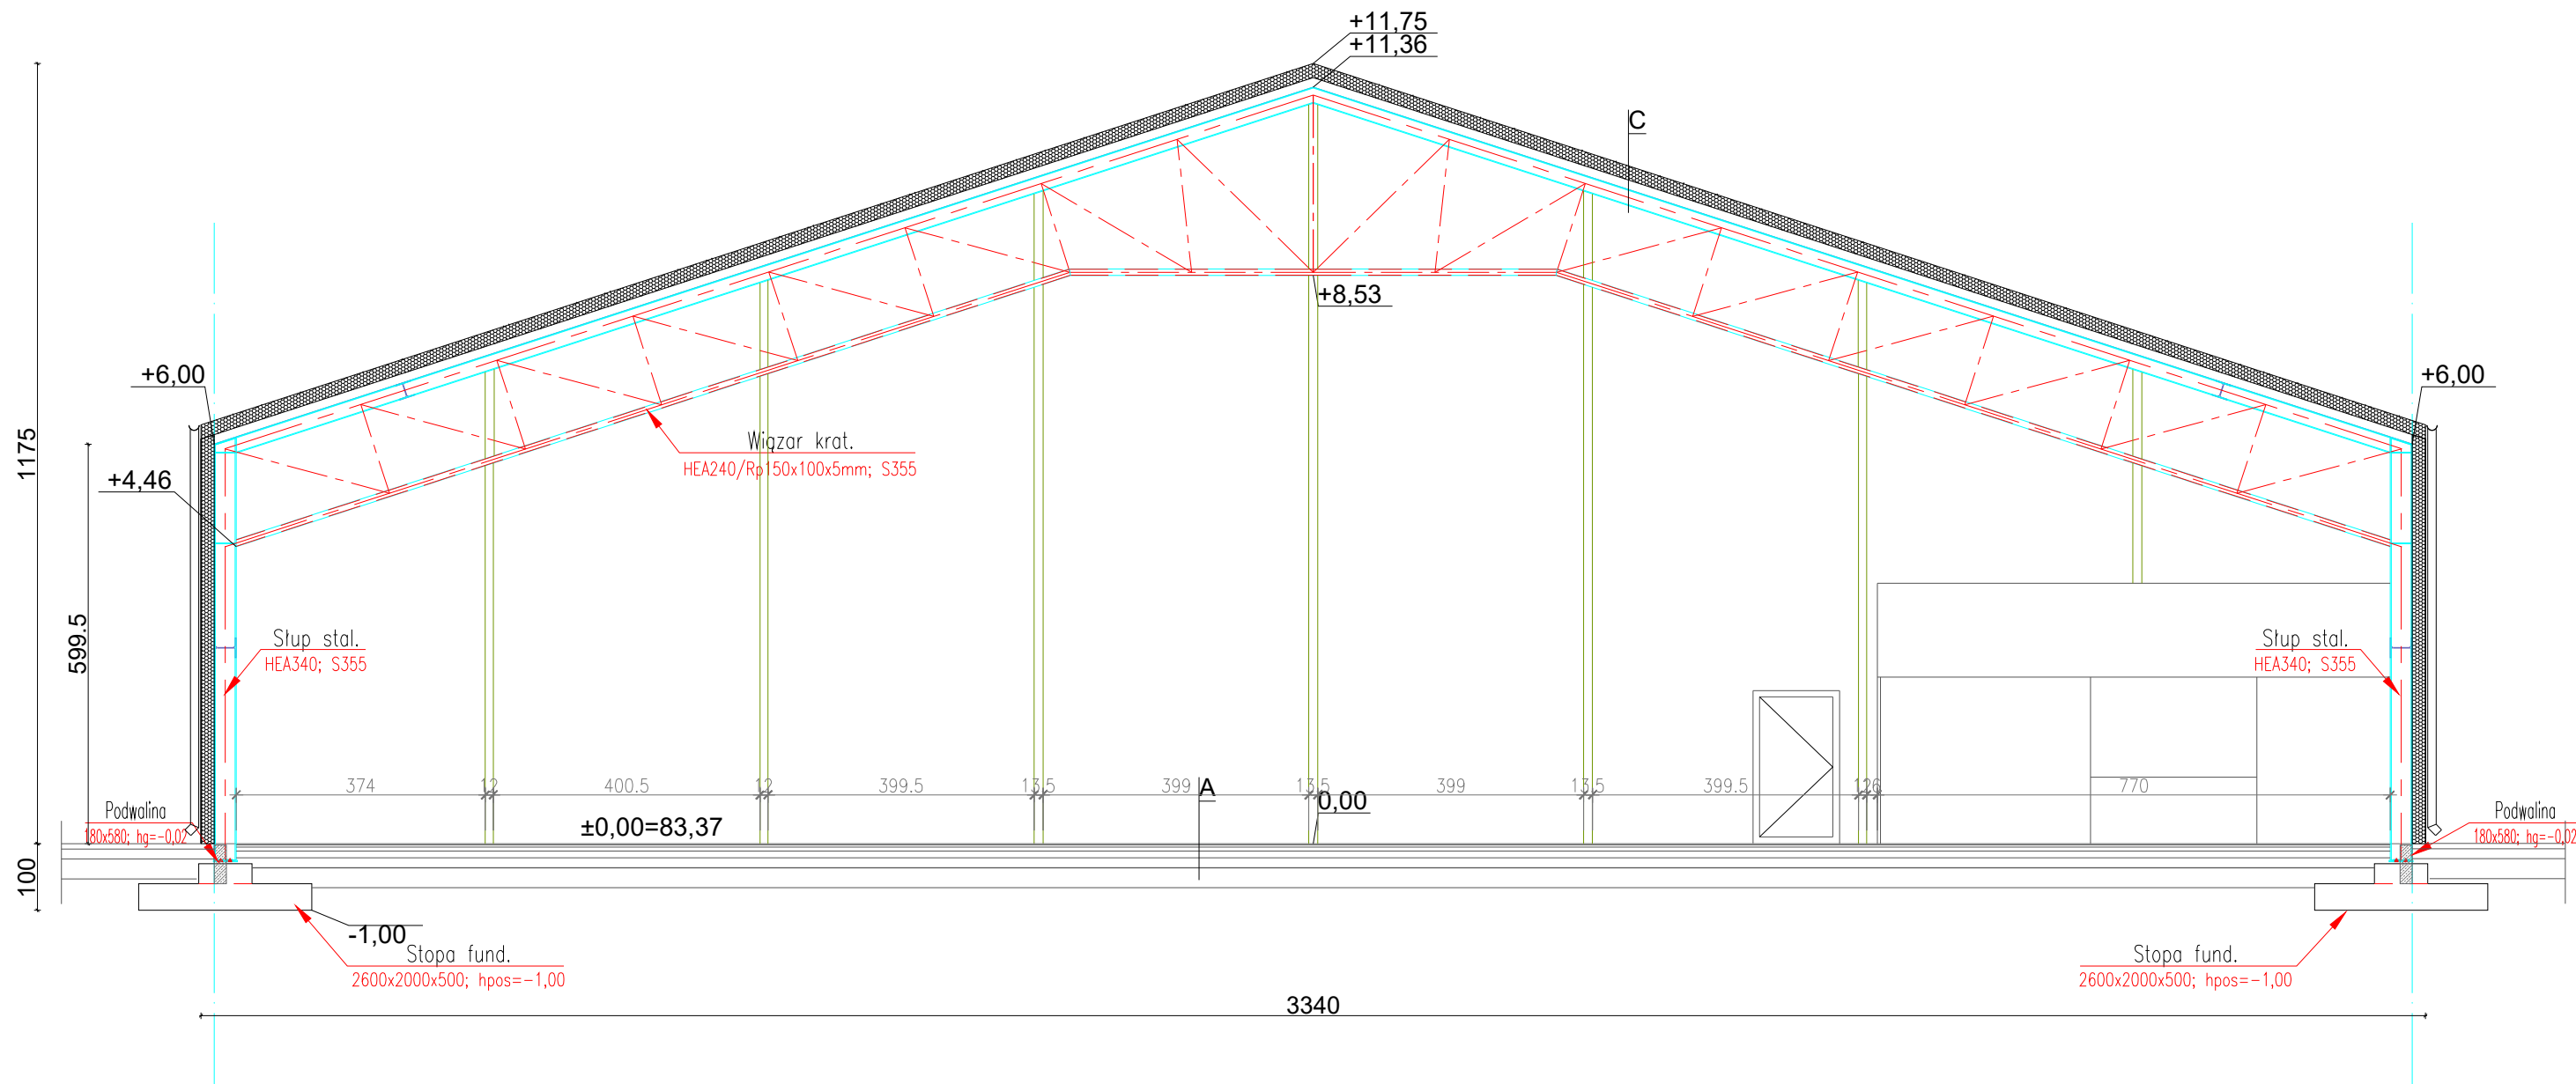 +11,75
+11,36
C
+8,53
+6,00
+6,00
1175
Wiązar krat.
HEA240/Rp150x100x5mm; S355
+4,46
599.5
Słup stal.
HEA340; S355
Słup stal.
HEA340; S355
374
12
400.5
12
399.5
13.5
399
A
13.5
399
13.5
399.5
12
6
770
0,00
Podwalina
180x580; hg=-0,02
±0,00=83,37
Podwalina
180x580; hg=-0,02
100
-1,00
Stopa fund.
2600x2000x500; hpos=-1,00
Stopa fund.
2600x2000x500; hpos=-1,00
3340